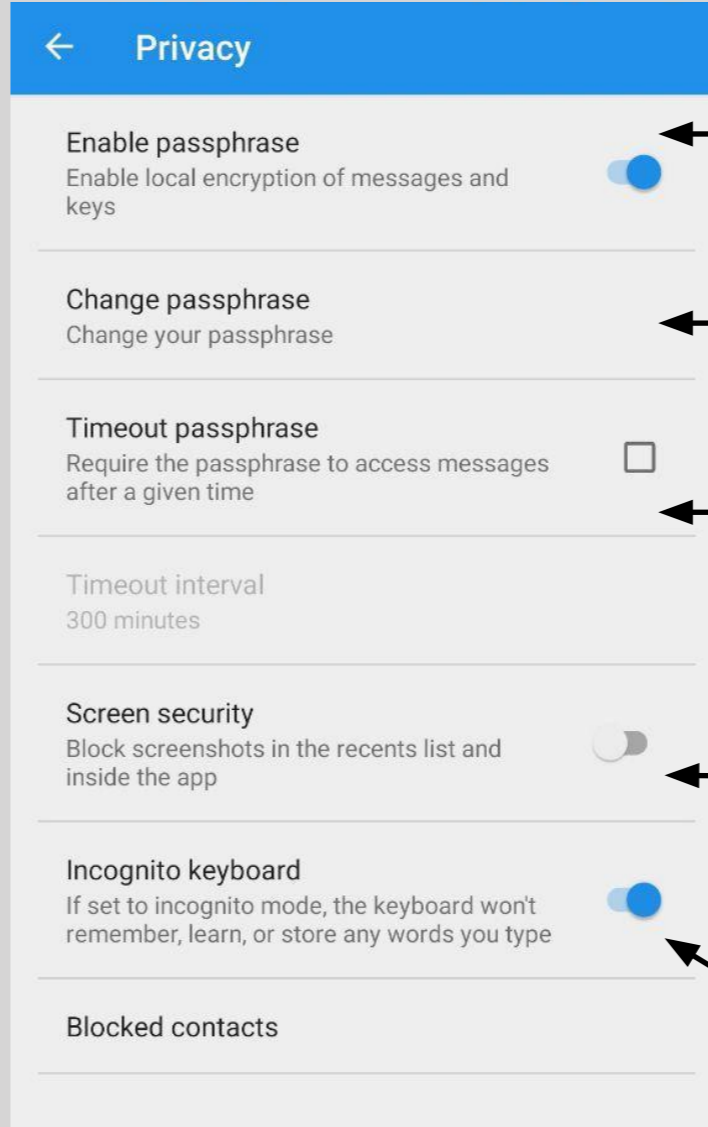 Privacy
Enable passphrase
Enable local encryption of messages and
keys
Change passphrase
Change your passphrase
Timeout passphrase
Require the passphrase to access messages
after a given time
Timeout interval
300 minutes
Screen security
Block screenshots in the recents list and
inside the app
Incognito keyboard
If set to incognito mode, the keyboard won't
remember, learn, or store any words you type
Blocked contacts